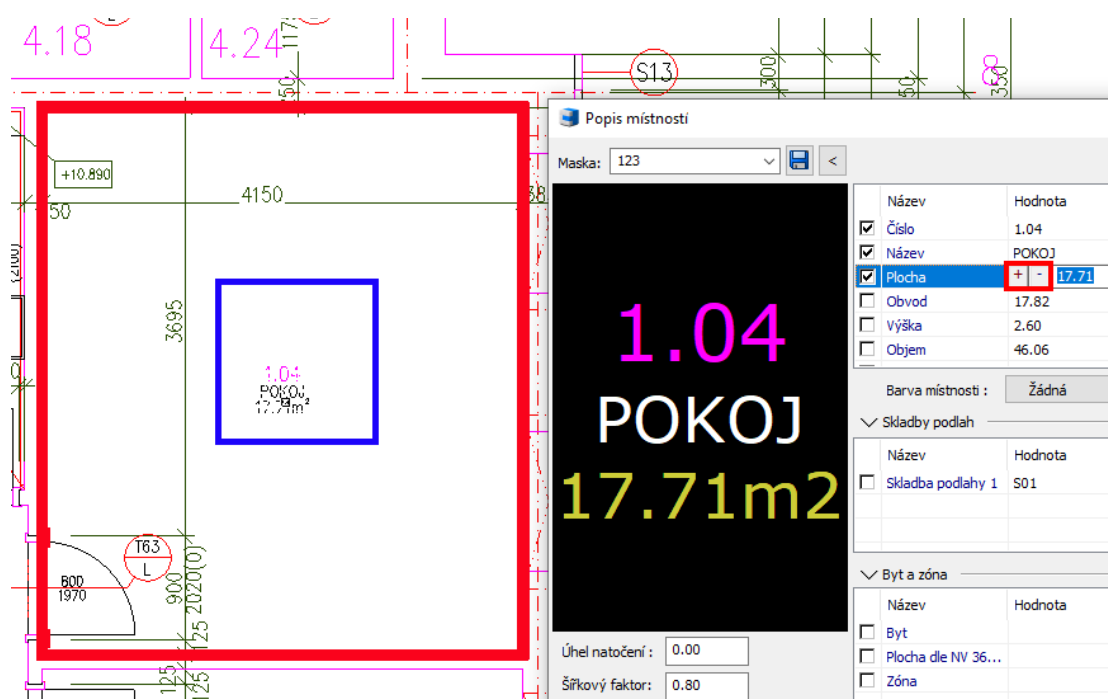 4.18
4.24
S13
300
350
+10.890
50
4150
3695
1.04
POKOJ
17.71m²
T63
L
800
1970
900
2020(0)
125
125
125
Popis místností
Maska:
123
<
Název
Hodnota
Číslo
1.04
Název
POKOJ
Plocha
+
-
17.71
Obvod
17.82
Výška
2.60
Objem
46.06
Barva místnosti :
Žádná
Skladby podlah
Název
Hodnota
Skladba podlahy 1
S01
Byt a zóna
Název
Hodnota
Byt
Plocha dle NV 36...
Zóna
1.04
POKOJ
17.71m2
Úhel natočení :
0.00
Šířkový faktor:
0.80